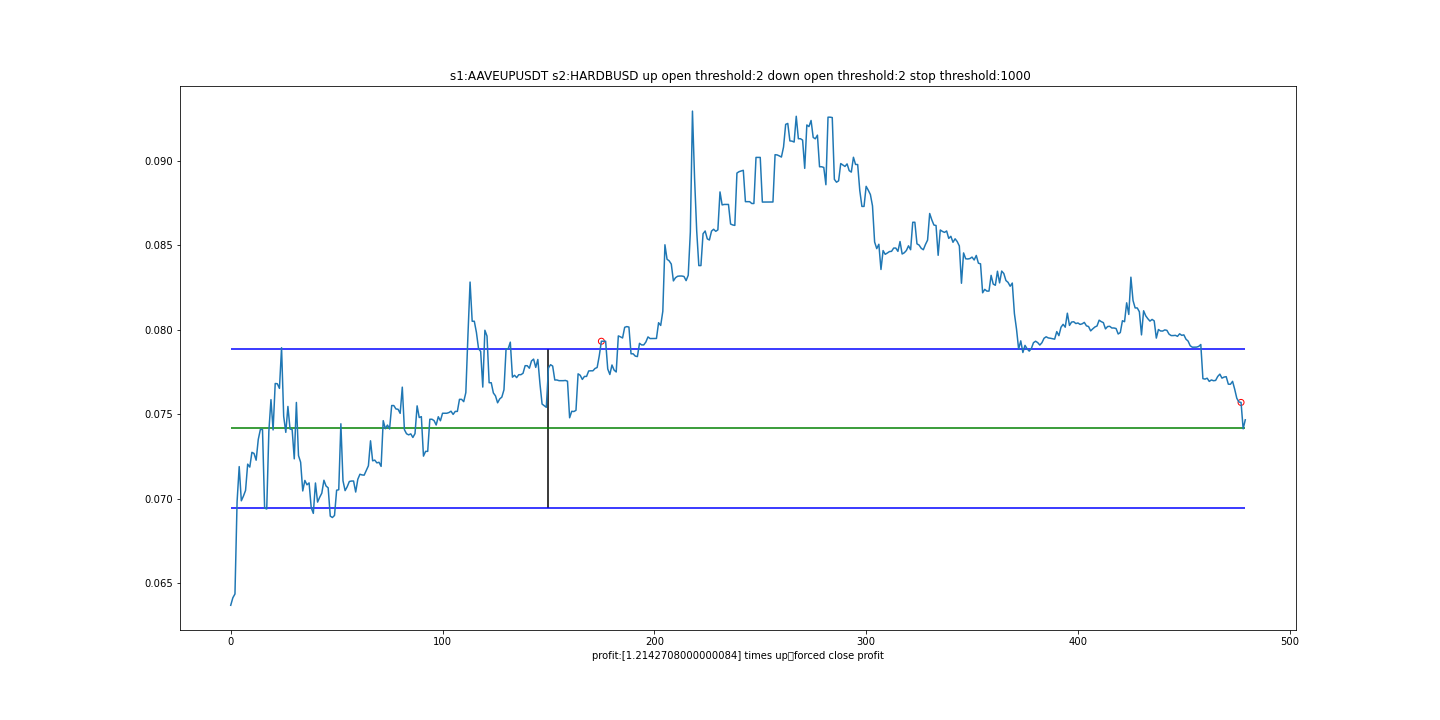 s1:AAVEUPUSDT s2:HARDBUSD up open threshold:2 down open threshold:2 stop threshold:1000
0.090
0.085
0.080
0.075
0.070
0.065
0 100 200 300 400 500
profit:[1.2142708000000084] times up▯forced close profit